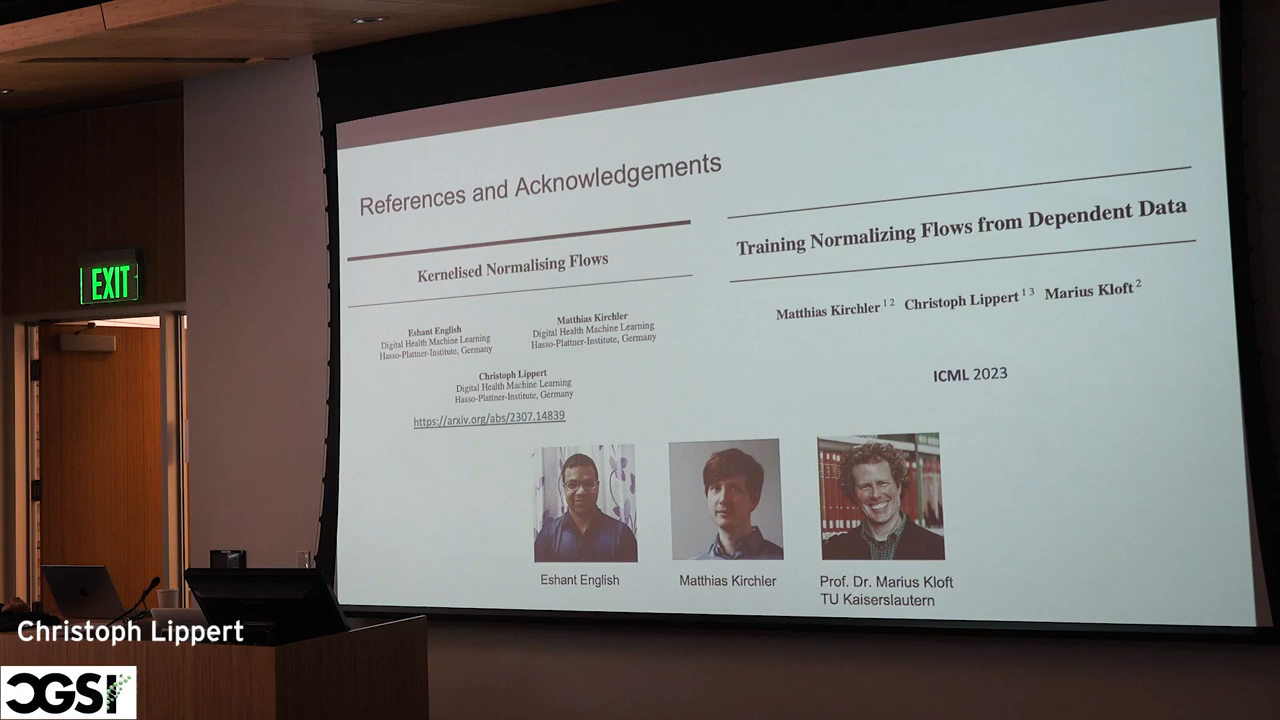 References and Acknowledgements
Kernelised Normalising Flows
Eshant English
Digital Health Machine Learning
Hasso-Plattner-Institute, Germany
Matthias Kirchler
Digital Health Machine Learning
Hasso-Plattner-Institute, Germany
Christoph Lippert
Digital Health Machine Learning
Hasso-Plattner-Institute, Germany
https://arxiv.org/abs/2307.14839
Training Normalizing Flows from Dependent Data
Matthias Kirchler 1 2 Christoph Lippert 1 3 Marius Kloft 2
ICML 2023
Eshant English
Matthias Kirchler
Prof. Dr. Marius Kloft
TU Kaiserslautern
EXIT
Christoph Lippert
CGSI